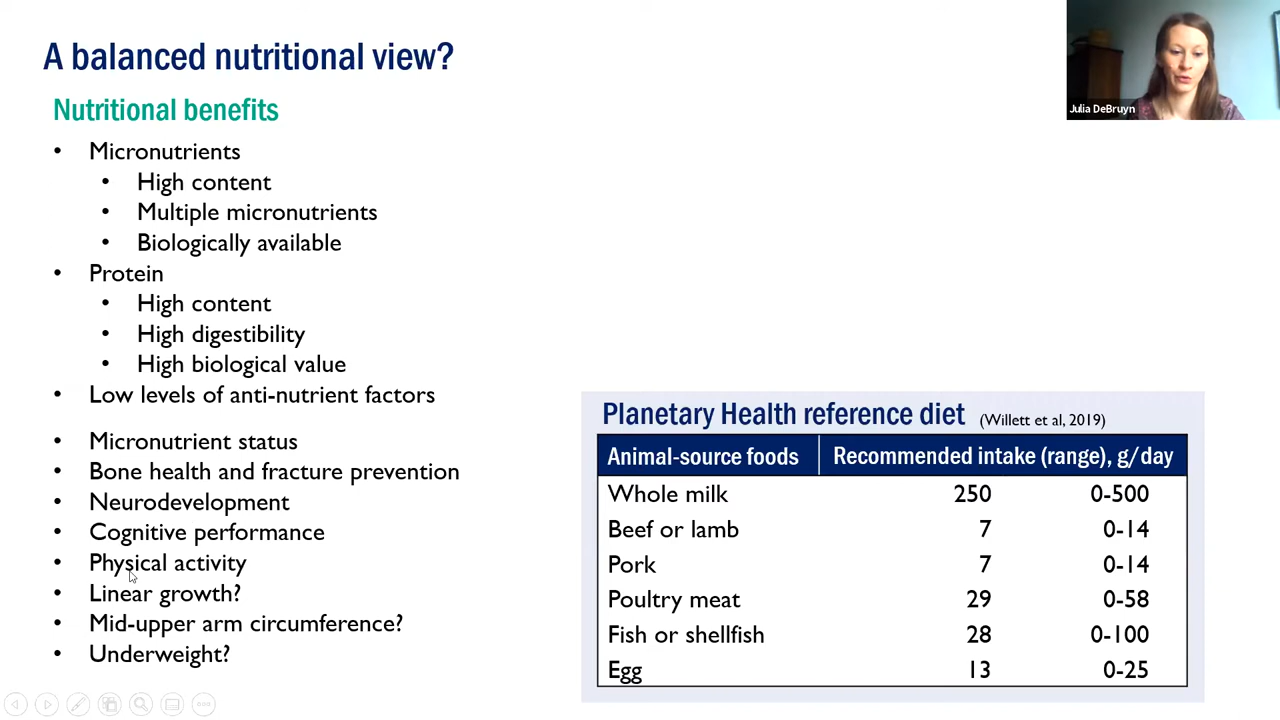 A balanced nutritional view?
Julia DeBruyn
Nutritional benefits
• Micronutrients
• High content
• Multiple micronutrients
• Biologically available
• Protein
• High content
• High digestibility
• High biological value
• Low levels of anti-nutrient factors
• Micronutrient status
• Bone health and fracture prevention
• Neurodevelopment
• Cognitive performance
• Physical activity
• Linear growth?
• Mid-upper arm circumference?
• Underweight?
Planetary Health reference diet (Willett et al, 2019)
Animal-source foods Recommended intake (range), g/day
Whole milk 250 0-500
Beef or lamb 7 0-14
Pork 7 0-14
Poultry meat 29 0-58
Fish or shellfish 28 0-100
Egg 13 0-25